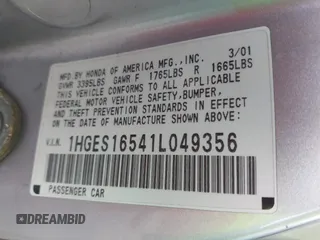 MFD. BY HONDA OF AMERICA MFG.,INC. 3/01
GVWR 3395LBS GAWR F 1765LBS R 1665LBS
THIS VEHICLE CONFORMS TO ALL APPLICABLE
FEDERAL MOTOR VEHICLE SAFETY,BUMPER,
AND THEFT PREVENTION STANDARDS IN EFFECT
ON THE DATE OF MANUFACTURE SHOWN ABOVE.
V.I.N. 1HGES16541L049356
PASSENGER CAR
DREAMBID